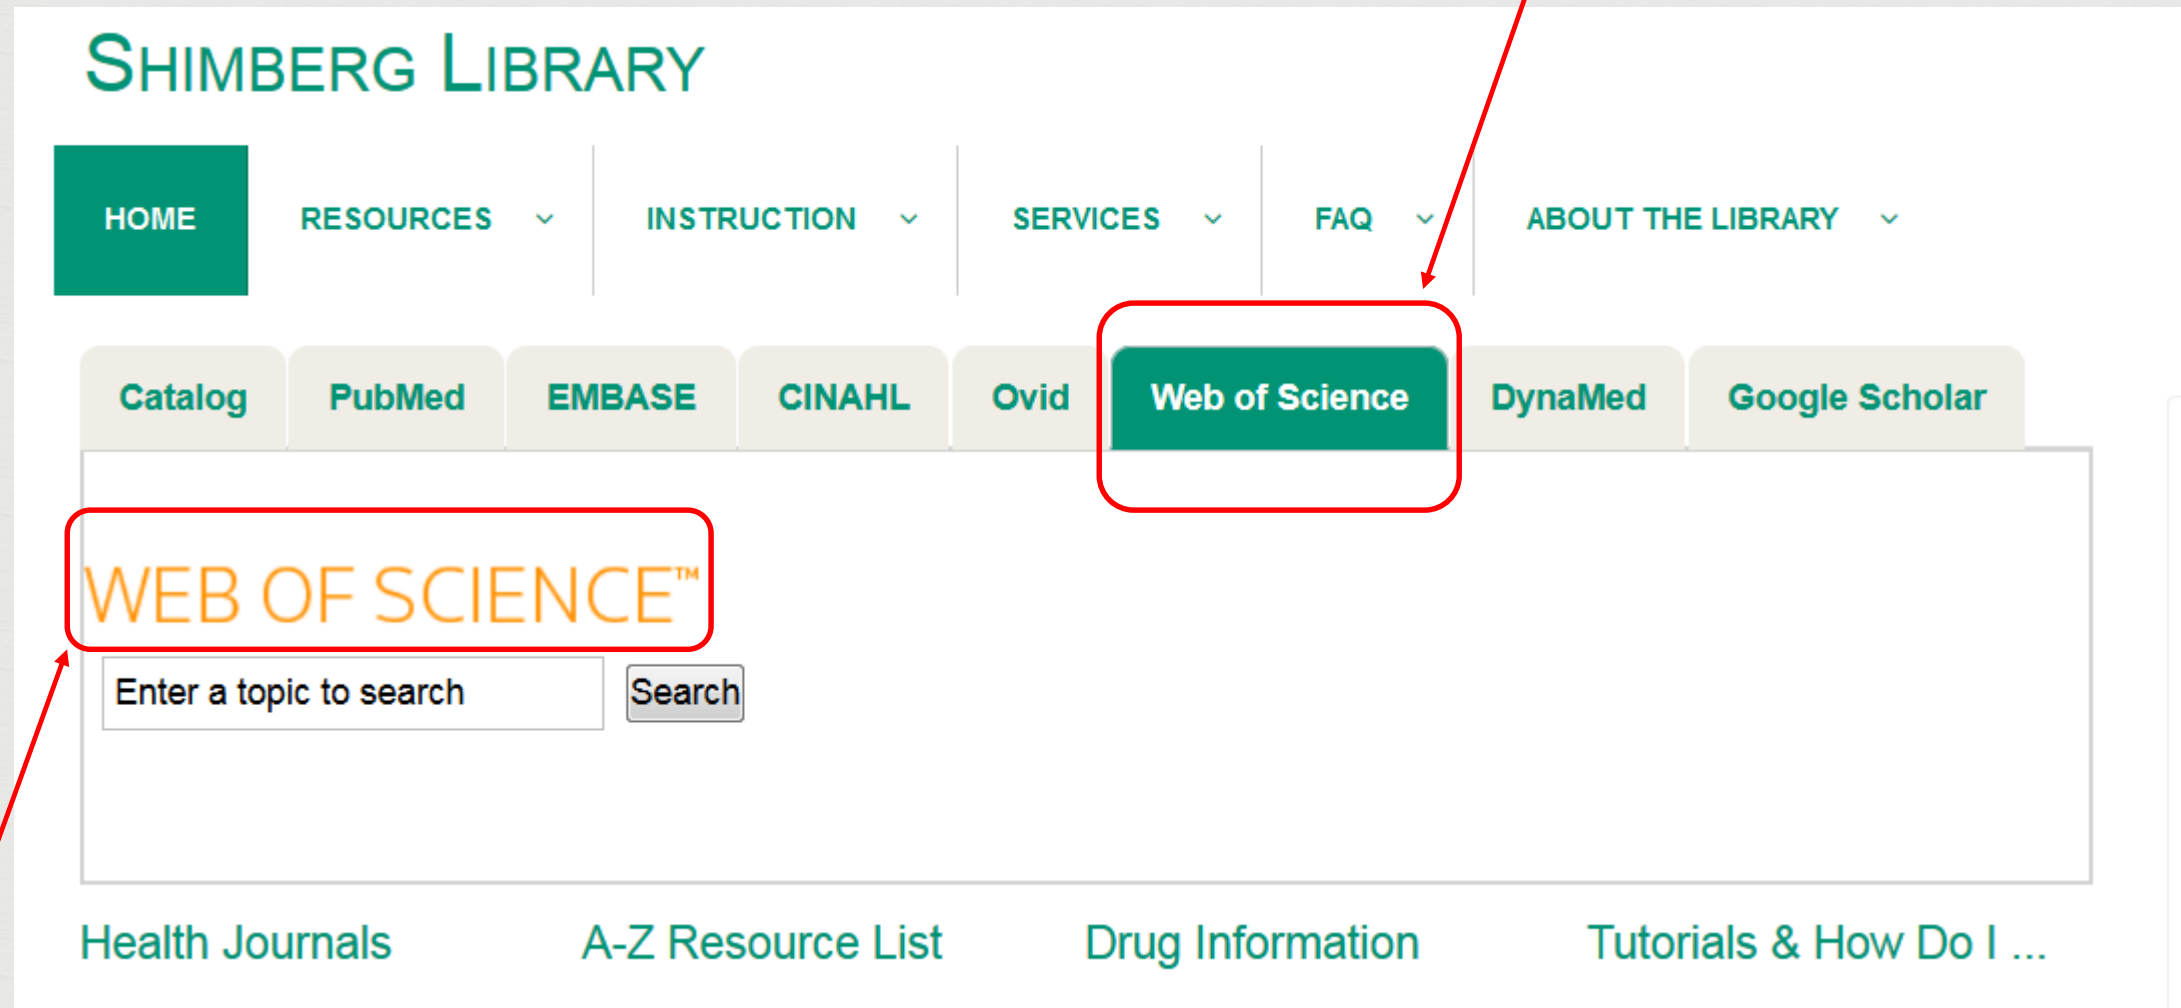 SHIMBERG LIBRARY
HOME RESOURCES INSTRUCTION SERVICES FAQ ABOUT THE LIBRARY
Catalog PubMed EMBASE CINAHL Ovid Web of Science DynaMed Google Scholar
WEB OF SCIENCE™
Enter a topic to search Search
Health Journals A-Z Resource List Drug Information Tutorials & How Do I ...